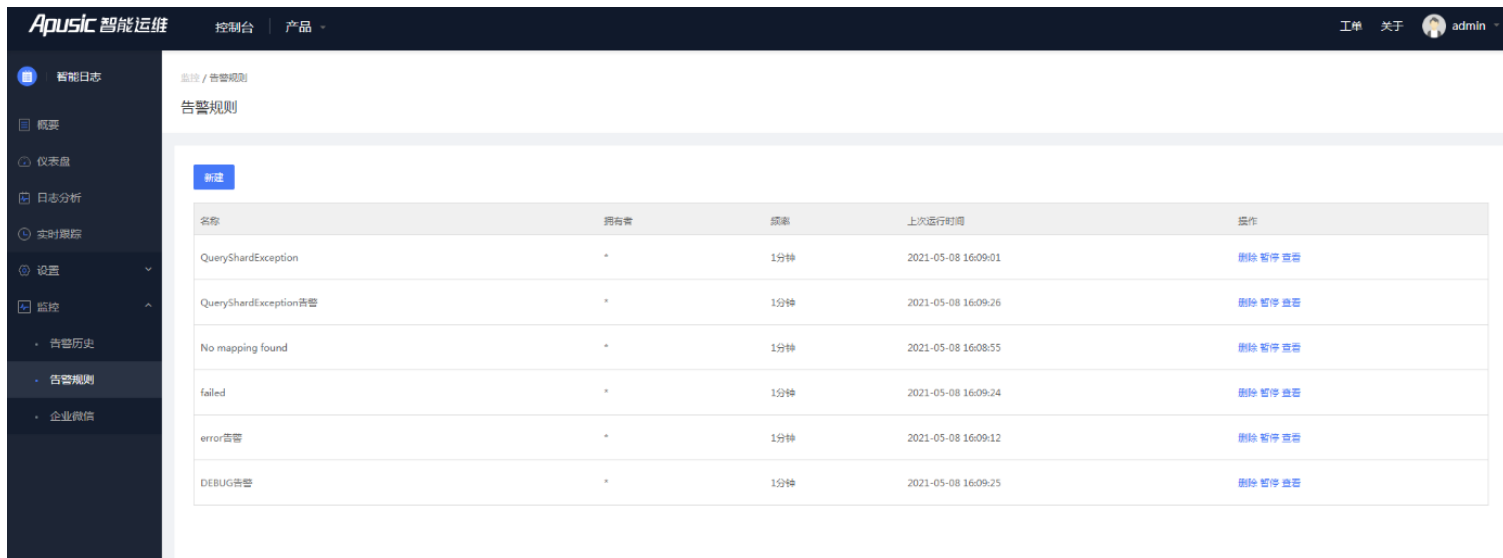 Apusic 智能运维 控制台 产品 工单 关于 admin
智能日志
概要
仪表盘
日志分析
实时跟踪
设置
监控
告警历史
告警规则
企业微信
监控 / 告警规则
告警规则
新建
名称 拥有者 频率 上次运行时间 操作
QueryShardException * 1分钟 2021-05-08 16:09:01 删除 暂停 查看
QueryShardException告警 * 1分钟 2021-05-08 16:09:26 删除 暂停 查看
No mapping found * 1分钟 2021-05-08 16:08:55 删除 暂停 查看
failed * 1分钟 2021-05-08 16:09:24 删除 暂停 查看
error告警 * 1分钟 2021-05-08 16:09:12 删除 暂停 查看
DEBUG告警 * 1分钟 2021-05-08 16:09:25 删除 暂停 查看